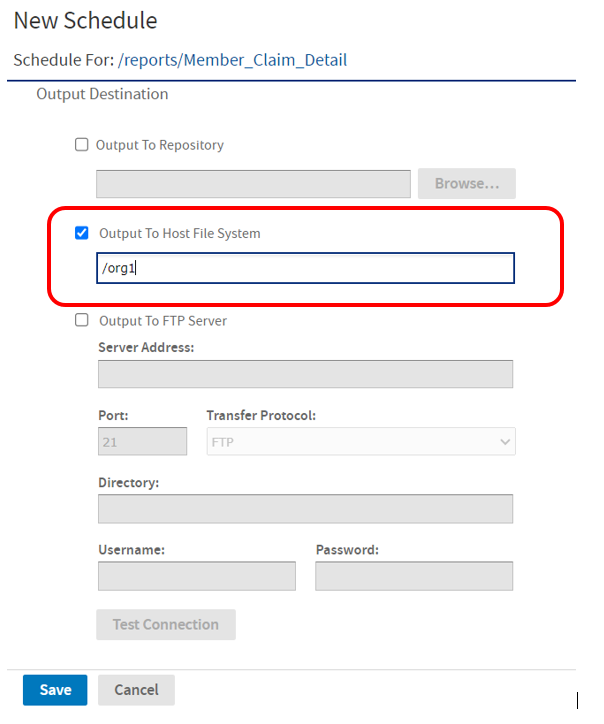 New Schedule
Schedule For: /reports/Member_Claim_Detail
Output Destination
Output To Repository
Browse...
Output To Host File System
/org1
Output To FTP Server
Server Address:
Port: Transfer Protocol:
21 FTP
Directory:
Username: Password:
Test Connection
Save Cancel